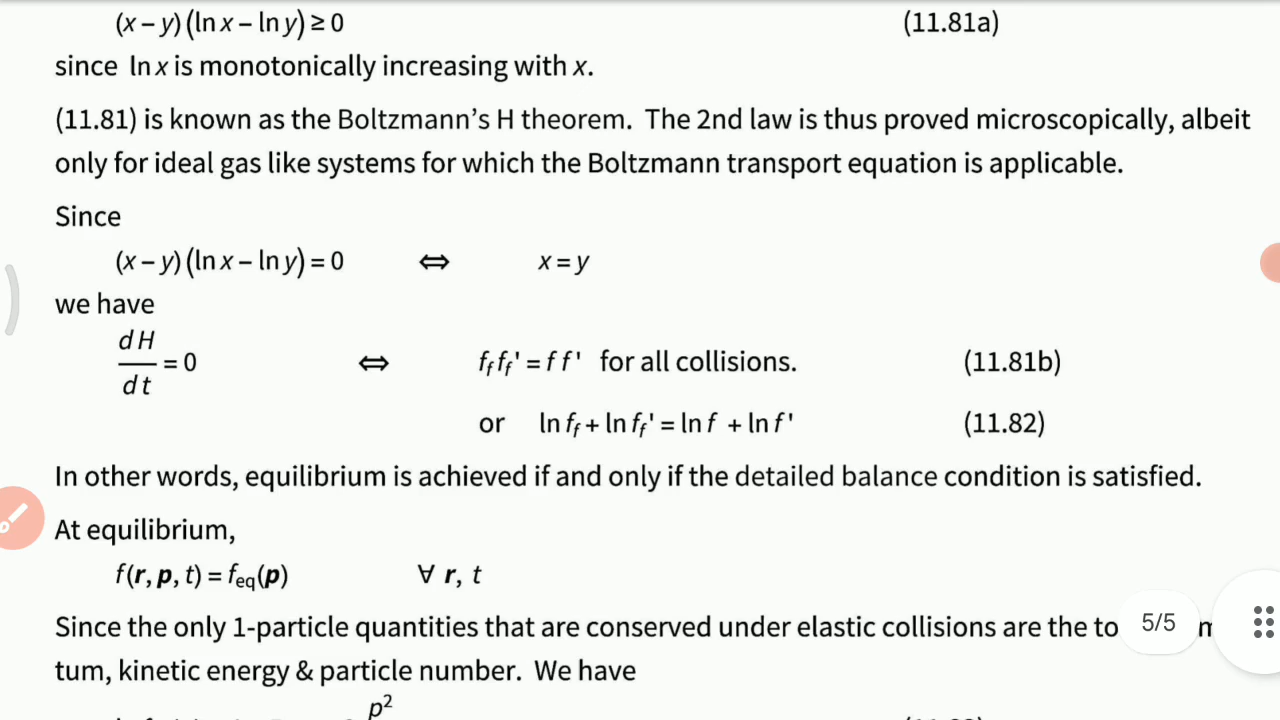 (x – y) (ln x – ln y) ≥ 0 (11.81a)
since ln x is monotonically increasing with x.
(11.81) is known as the Boltzmann’s H theorem. The 2nd law is thus proved microscopically, albeit
only for ideal gas like systems for which the Boltzmann transport equation is applicable.
Since
(x – y) (ln x – ln y) = 0 ⇔ x = y
we have
dH/dt = 0 ⇔ f_f f_f' = f f' for all collisions. (11.81b)
or ln f_f + ln f_f' = ln f + ln f' (11.82)
In other words, equilibrium is achieved if and only if the detailed balance condition is satisfied.
At equilibrium,
f(r, p, t) = f_eq(p) ∀ r, t
Since the only 1-particle quantities that are conserved under elastic collisions are the to
5/5
tum, kinetic energy & particle number. We have
p²